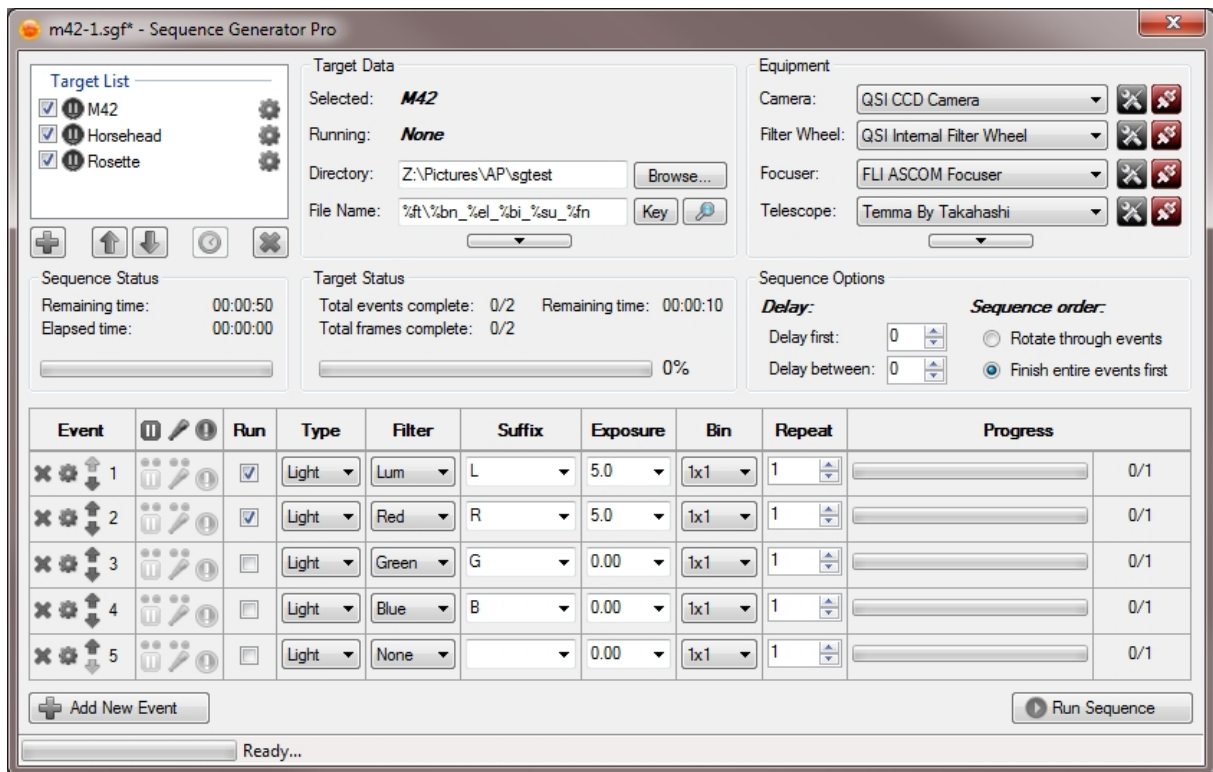 m42-1.sgf* - Sequence Generator Pro
Target List
M42
Horsehead
Rosette
Target Data
Selected: M42
Running: None
Directory: Z:\Pictures\AP\sgtest Browse...
File Name: %ft\%bn_%el_%bi_%su_%fn Key
Equipment
Camera: QSI CCD Camera
Filter Wheel: QSI Internal Filter Wheel
Focuser: FLI ASCOM Focuser
Telescope: Temma By Takahashi
Sequence Status
Remaining time: 00:00:50
Elapsed time: 00:00:00
Target Status
Total events complete: 0/2 Remaining time: 00:00:10
Total frames complete: 0/2
0%
Sequence Options
Delay: Sequence order:
Delay first: 0 Rotate through events
Delay between: 0 Finish entire events first
Event Run Type Filter Suffix Exposure Bin Repeat Progress
1 Light Lum L 5.0 1x1 1 0/1
2 Light Red R 5.0 1x1 1 0/1
3 Light Green G 0.00 1x1 1 0/1
4 Light Blue B 0.00 1x1 1 0/1
5 Light None 0.00 1x1 1 0/1
Add New Event Run Sequence
Ready...